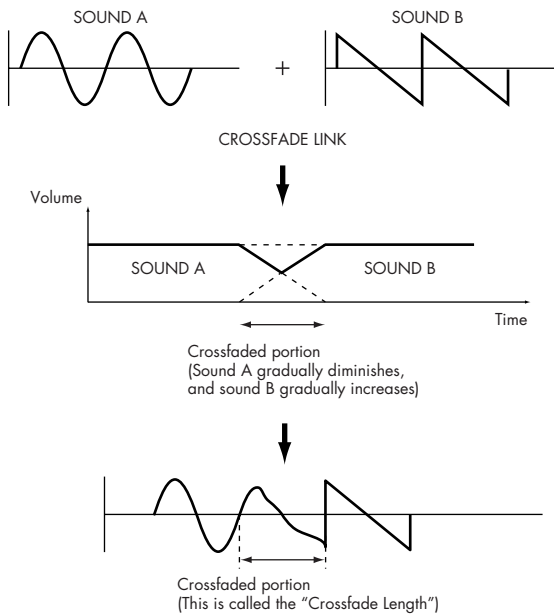 SOUND A
SOUND B
+
CROSSFADE LINK
Volume
SOUND A
SOUND B
Time
Crossfaded portion
(Sound A gradually diminishes,
and sound B gradually increases)
Crossfaded portion
(This is called the “Crossfade Length”)